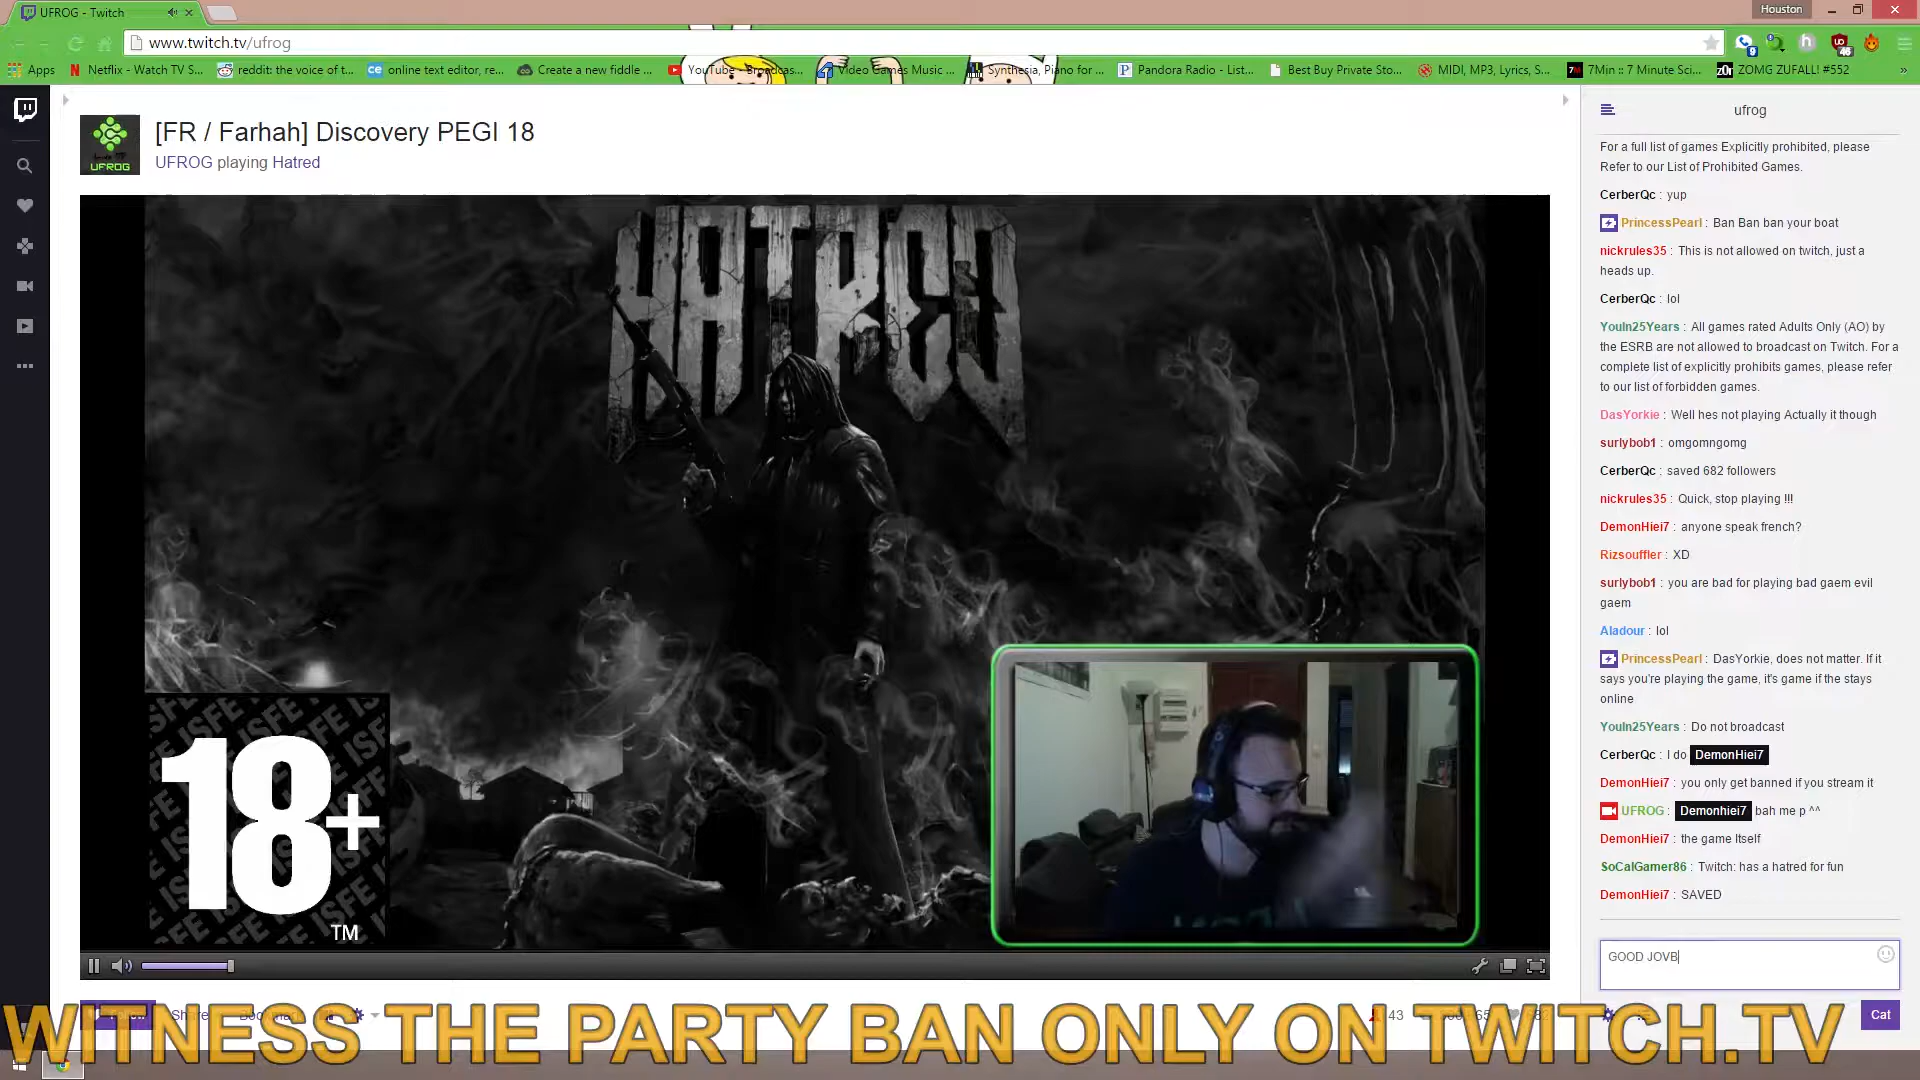 UFROG - Twitch
Houston
www.twitch.tv/ufrog
Apps
Netflix - Watch TV S...
reddit: the voice of t...
online text editor, re...
Create a new fiddle ...
YouTube - Broadcas...
Video Games Music ...
Synthesia, Piano for ...
Pandora Radio - List...
Best Buy Private Sto...
MIDI, MP3, Lyrics, S...
7Min :: 7 Minute Sci...
ZOMG ZUFALL! #552
[FR / Farhah] Discovery PEGI 18
UFROG playing Hatred
UFROG
HATRED
18+
TM
ufrog
For a full list of games Explicitly prohibited, please
Refer to our List of Prohibited Games.
CerberQc : yup
PrincessPearl : Ban Ban ban your boat
nickrules35 : This is not allowed on twitch, just a
heads up.
CerberQc : lol
YouIn25Years : All games rated Adults Only (AO) by
the ESRB are not allowed to broadcast on Twitch. For a
complete list of explicitly prohibits games, please refer
to our list of forbidden games.
DasYorkie : Well hes not playing Actually it though
surlybob1 : omgomngomg
CerberQc : saved 682 followers
nickrules35 : Quick, stop playing !!!
DemonHiei7 : anyone speak french?
Rizsouffler : XD
surlybob1 : you are bad for playing bad gaem evil
gaem
Aladour : lol
PrincessPearl : DasYorkie, does not matter. If it
says you're playing the game, it's game if the stays
online
YouIn25Years : Do not broadcast
CerberQc : I do DemonHiei7
DemonHiei7 : you only get banned if you stream it
UFROG : Demonhiei7 bah me p ^^
DemonHiei7 : the game Itself
SoCalGamer86 : Twitch: has a hatred for fun
DemonHiei7 : SAVED
GOOD JOVB
Cat
Share
43
WITNESS THE PARTY BAN ONLY ON TWITCH.TV